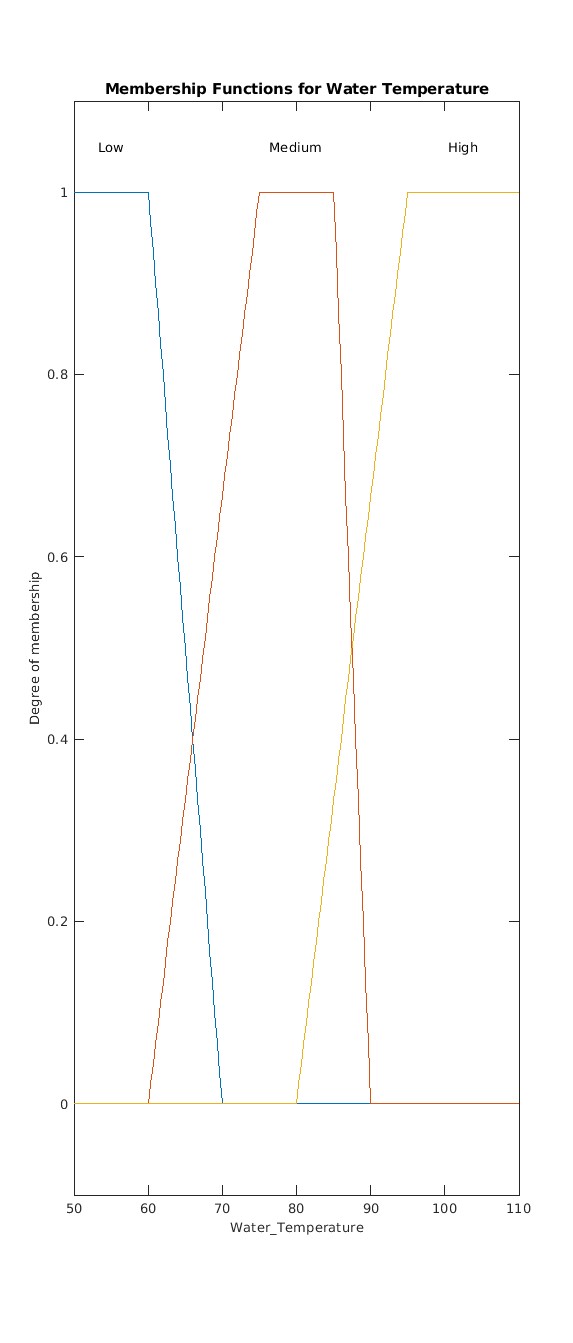 Membership Functions for Water Temperature
Low Medium High
1
0.8
0.6
0.4
0.2
0
Degree of membership
50 60 70 80 90 100 110
Water_Temperature